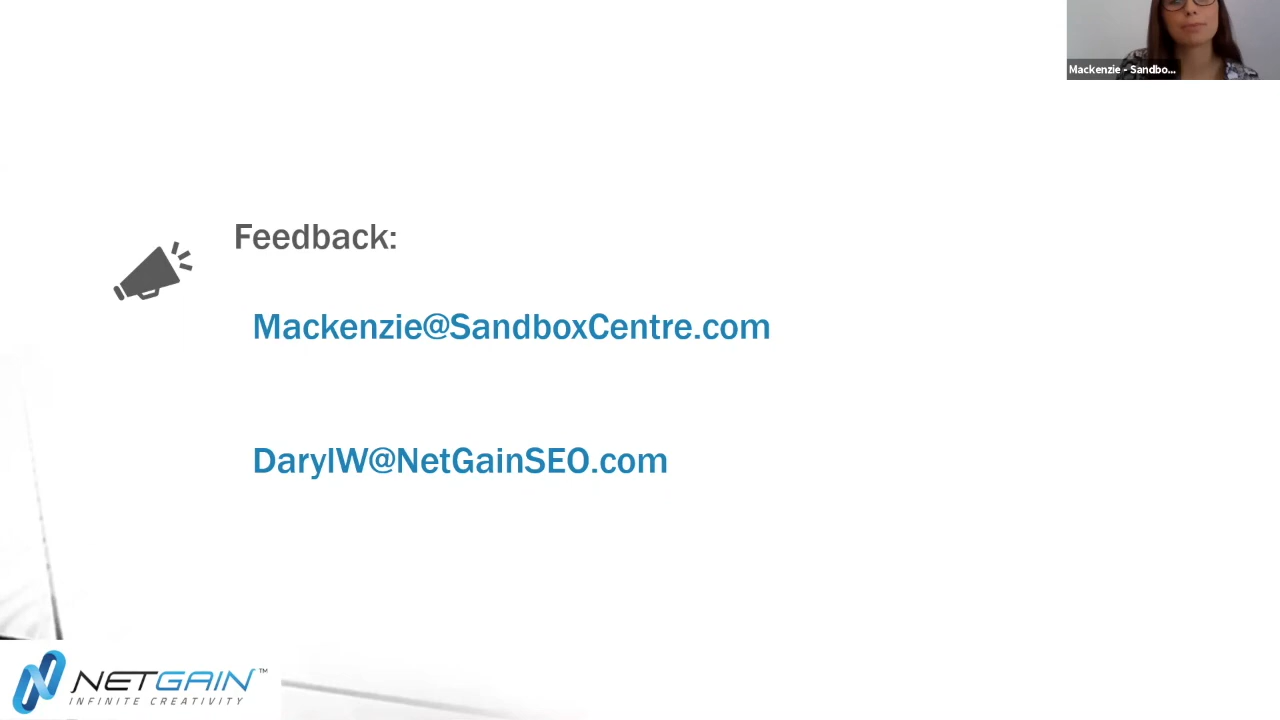 Mackenzie - Sandbo...
Feedback:
Mackenzie@SandboxCentre.com
DarylW@NetGainSEO.com
NETGAIN™
INFINITE CREATIVITY